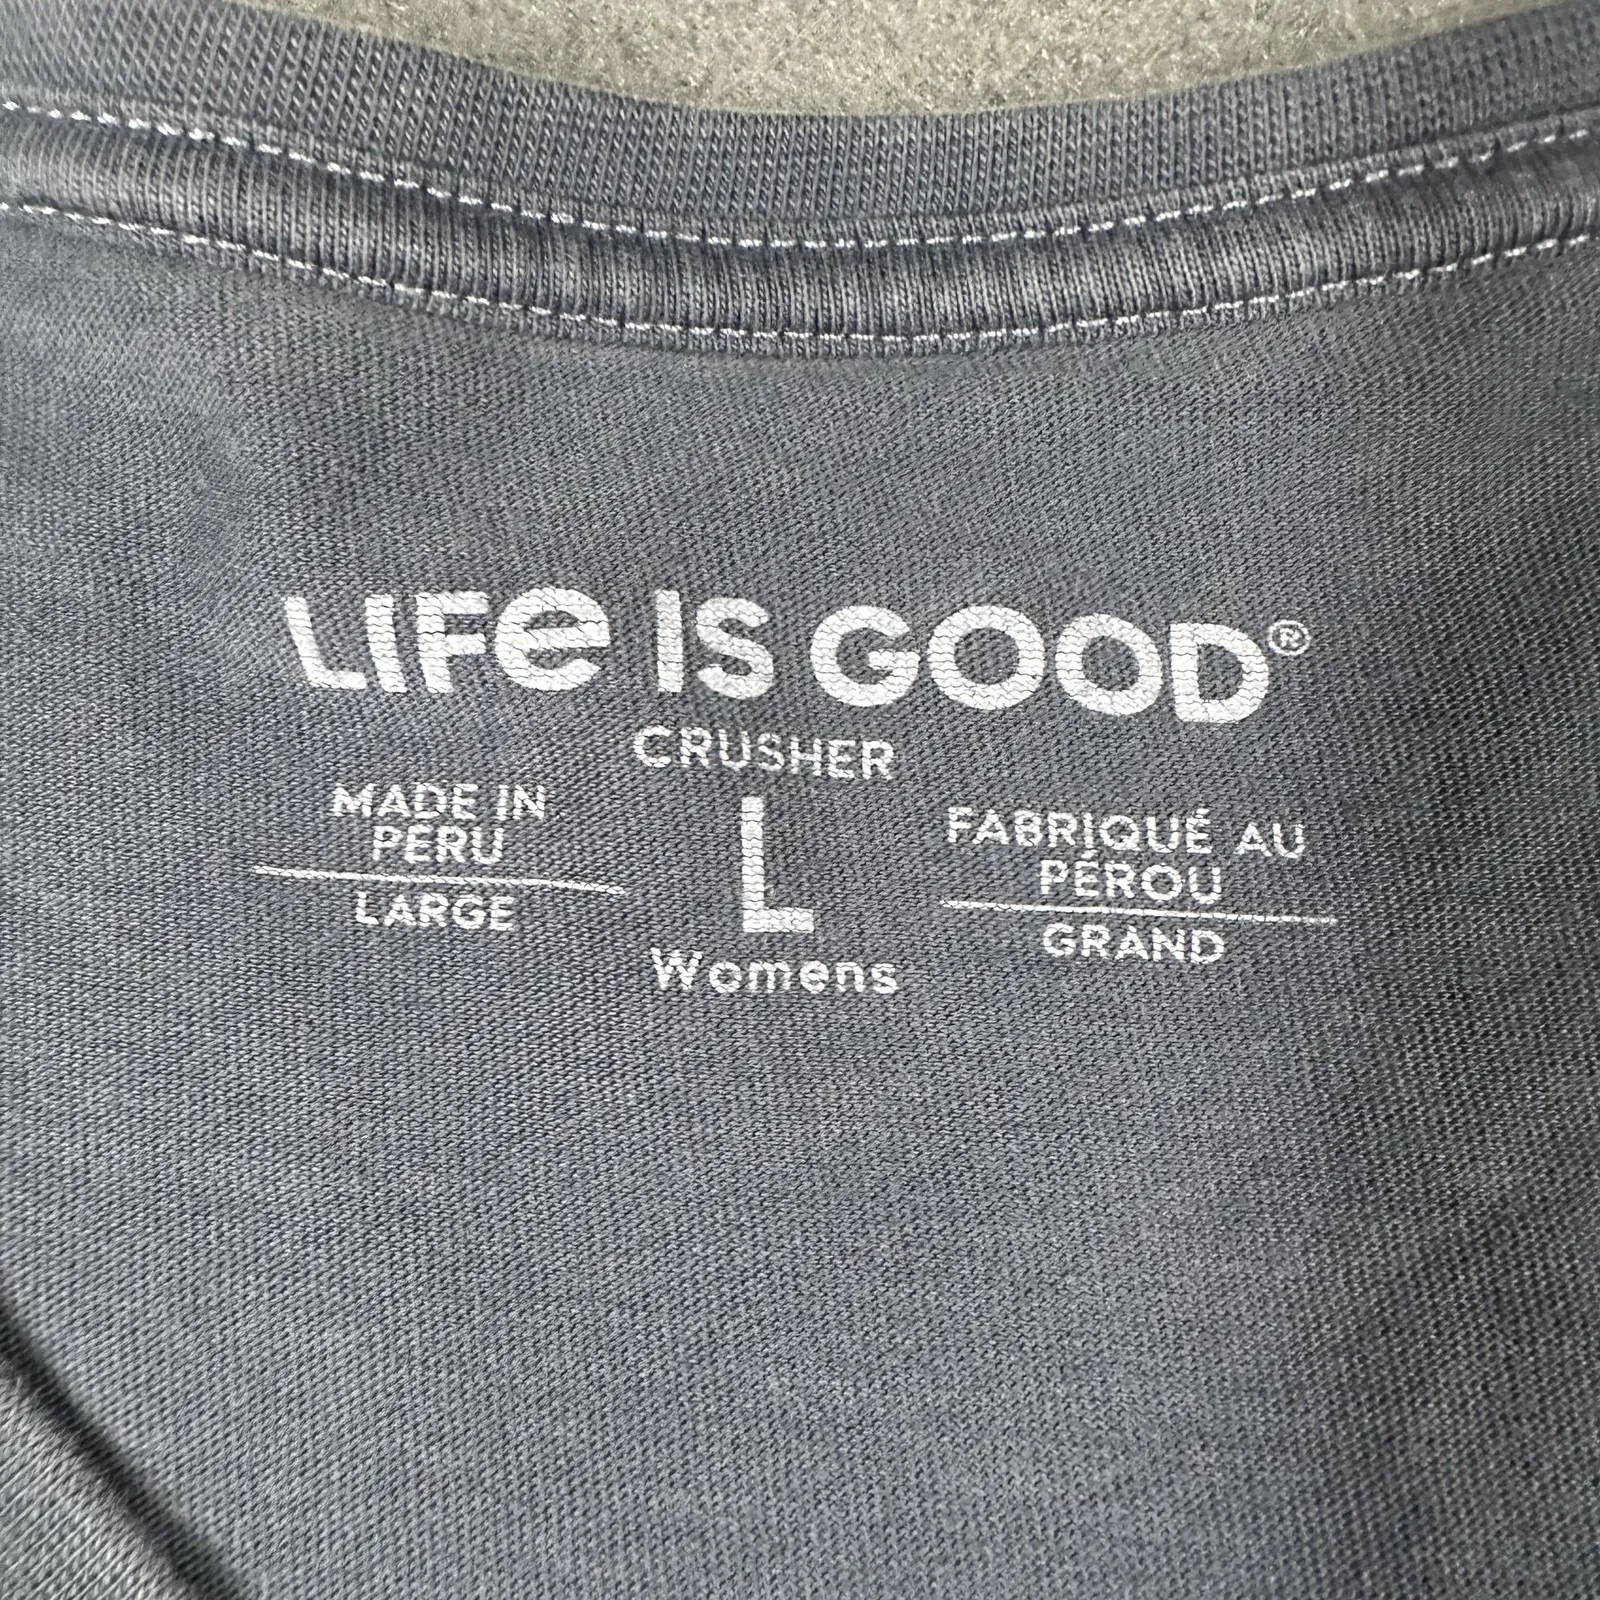 LIFe IS GOOD®
CRUSHER
MADE IN
PERU
LARGE
L
Womens
FABRIQUÉ AU
PÉROU
GRAND